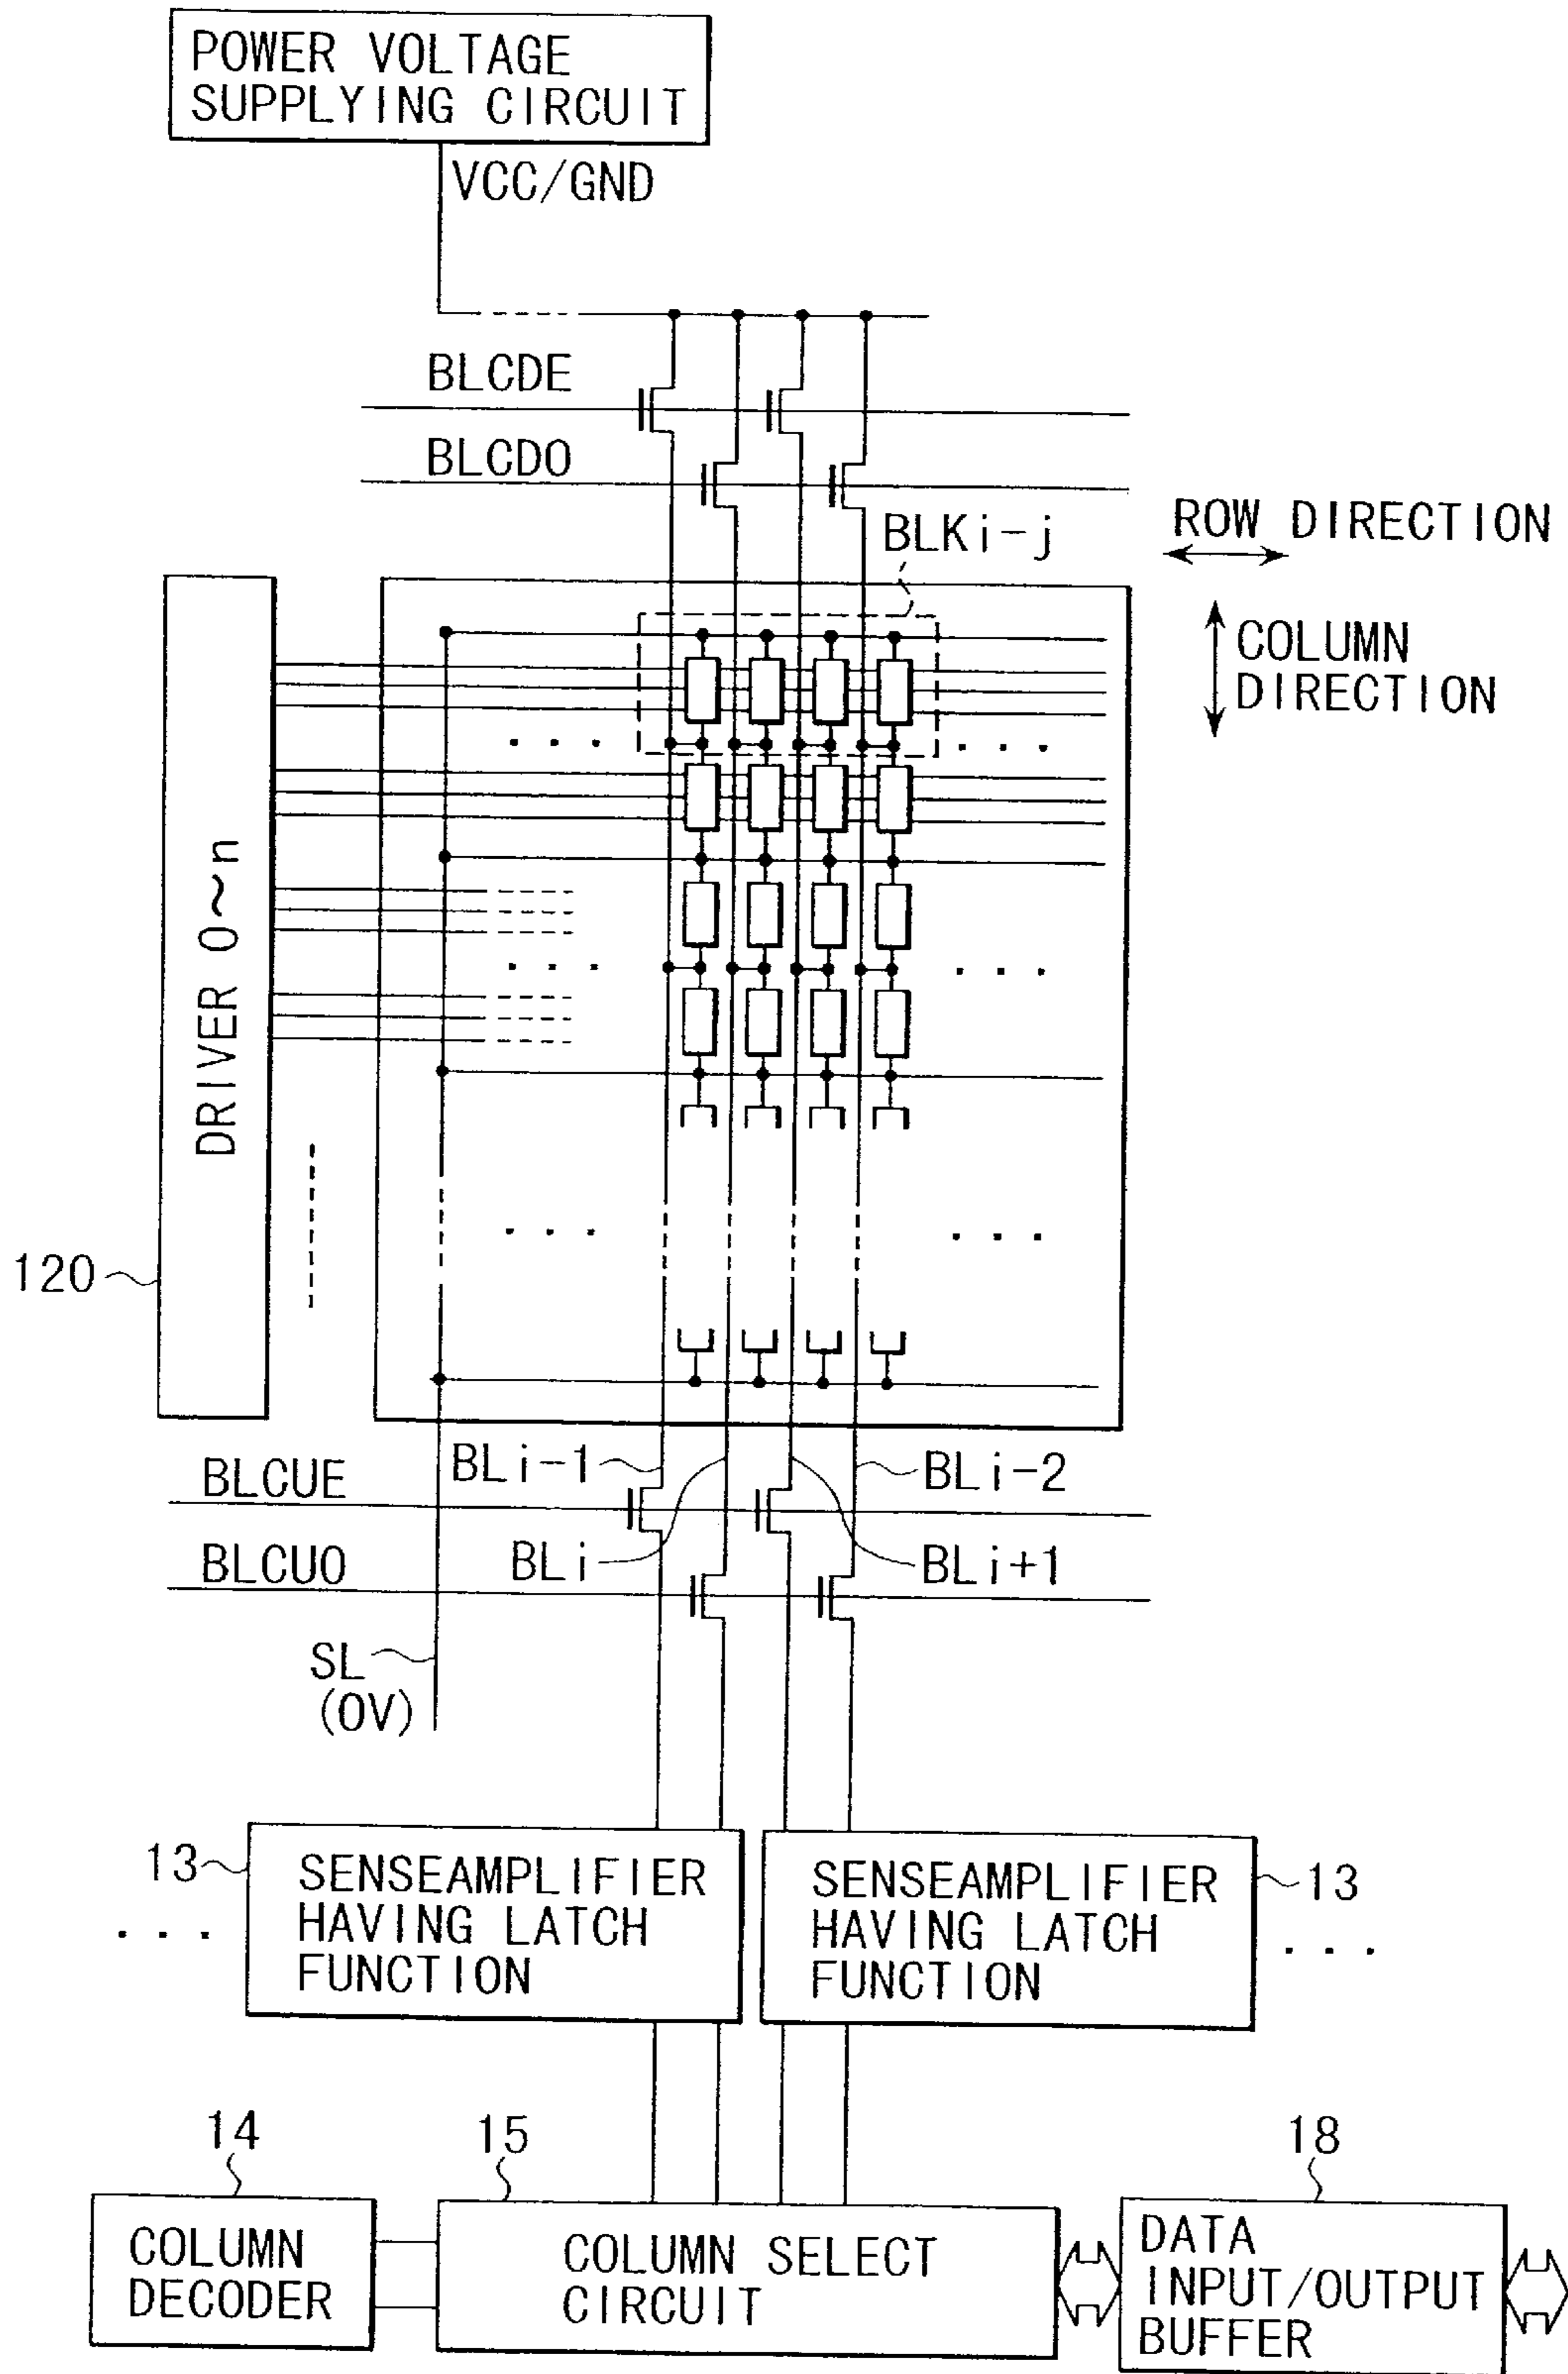 POWER VOLTAGE
SUPPLYING CIRCUIT
VCC/GND
BLCDE
BLCDO
BLKi-j
ROW DIRECTION
COLUMN
DIRECTION
DRIVER 0~n
120
BLCUE
BLi-1
BLi-2
BLCUO
BLi
BLi+1
SL
(0V)
13
SENSEAMPLIFIER
HAVING LATCH
FUNCTION
SENSEAMPLIFIER
HAVING LATCH
FUNCTION
13
14
15
18
COLUMN
DECODER
COLUMN SELECT
CIRCUIT
DATA
INPUT/OUTPUT
BUFFER